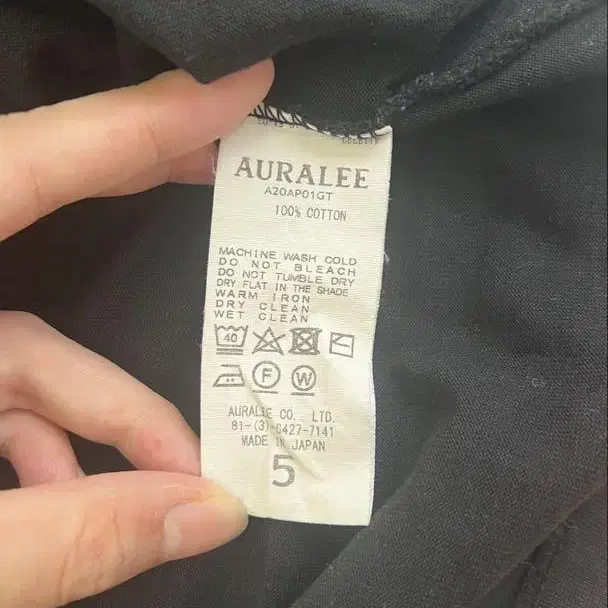 AURALEE
A20AP01GT
100% COTTON
MACHINE WASH COLD
DO NOT BLEACH
DO NOT TUMBLE DRY
DRY FLAT IN THE SHADE
WARM IRON
DRY CLEAN
WET CLEAN
40
F W
AURALEE CO. LTD.
81-(3)-6427-7141
MADE IN JAPAN
5